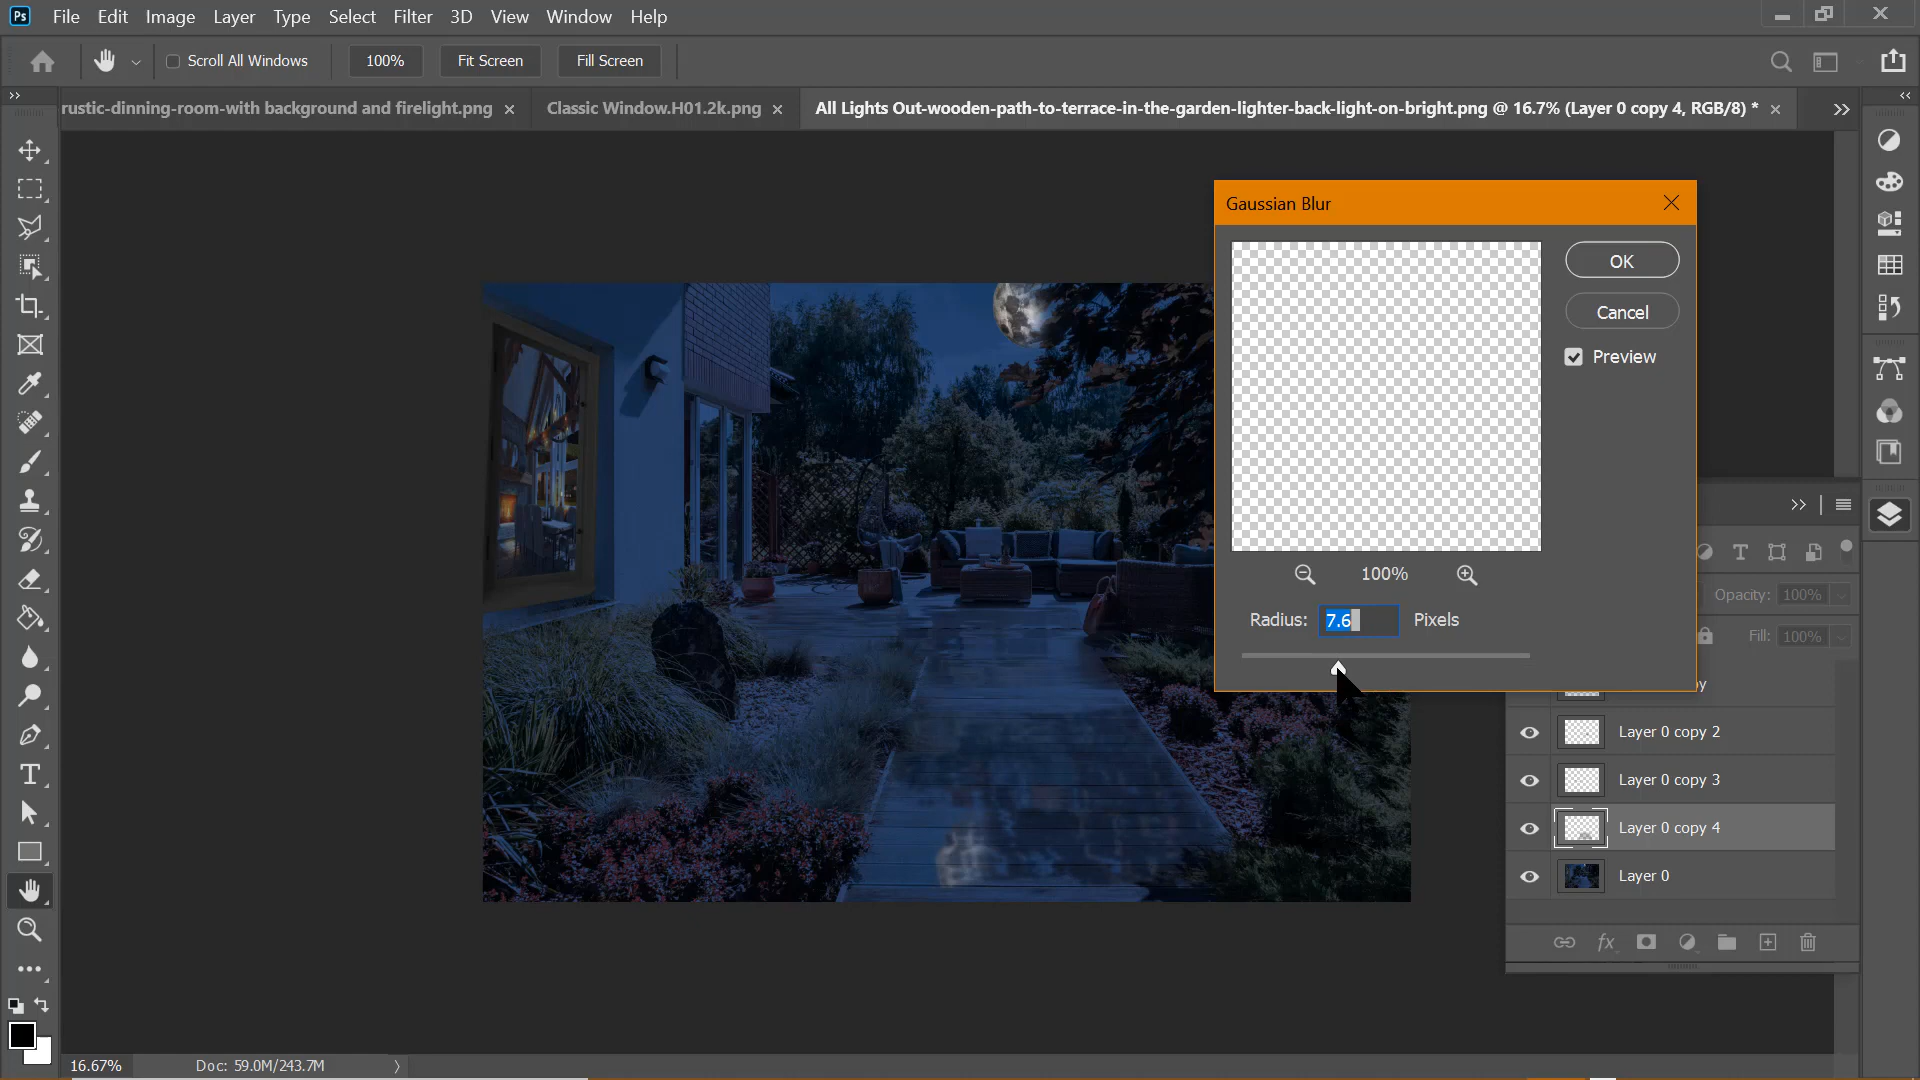 Ps File Edit Image Layer Type Select Filter 3D View Window Help
Scroll All Windows 100% Fit Screen Fill Screen
rustic-dinning-room-with background and firelight.png Classic Window.H01.2k.png All Lights Out-wooden-path-to-terrace-in-the-garden-lighter-back-light-on-bright.png @ 16.7% (Layer 0 copy 4, RGB/8) *
Gaussian Blur
OK
Cancel
Preview
100%
Radius: 7.6 Pixels
Opacity: 100%
Fill: 100%
Layer 0 copy 2
Layer 0 copy 3
Layer 0 copy 4
Layer 0
16.67% Doc: 59.0M/243.7M